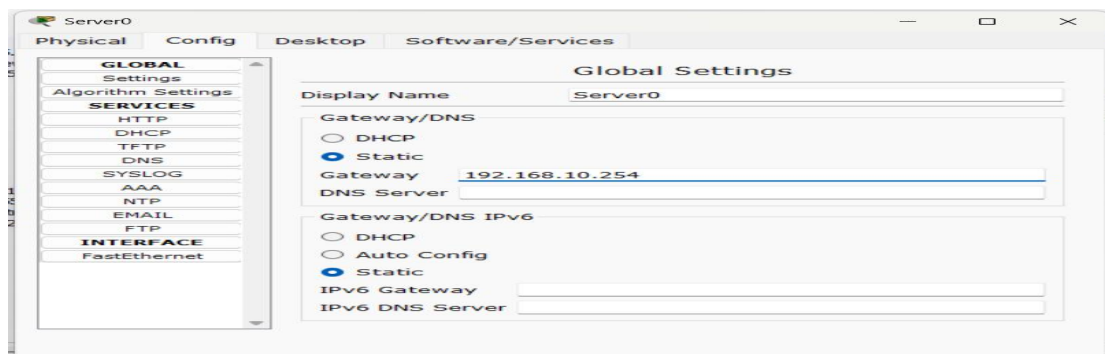 Server0
Physical Config Desktop Software/Services
GLOBAL
Settings
Algorithm Settings
SERVICES
HTTP
DHCP
TFTP
DNS
SYSLOG
AAA
NTP
EMAIL
FTP
INTERFACE
FastEthernet
Global Settings
Display Name Server0
Gateway/DNS
DHCP
Static
Gateway 192.168.10.254
DNS Server
Gateway/DNS IPv6
DHCP
Auto Config
Static
IPv6 Gateway
IPv6 DNS Server